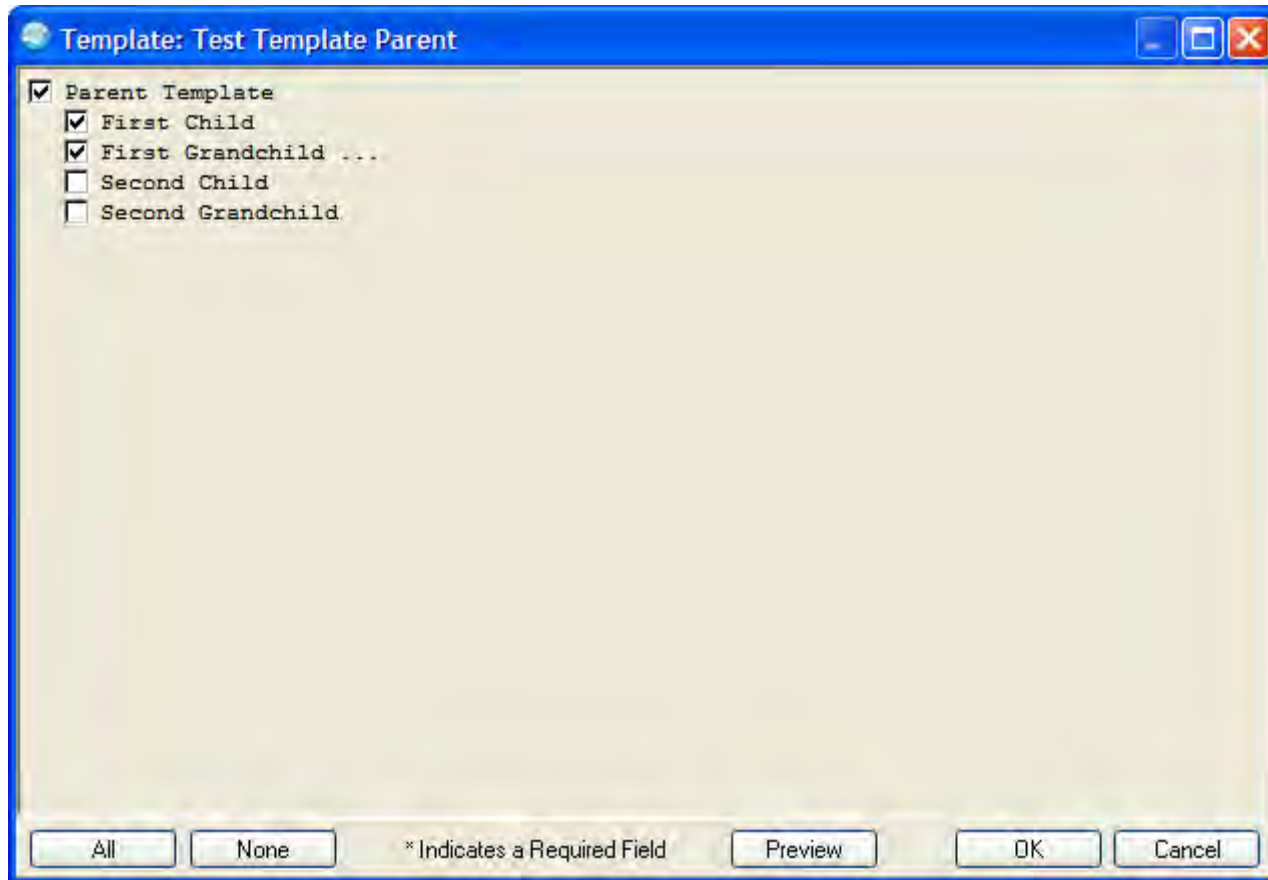 Template: Test Template Parent
Parent Template
First Child
First Grandchild ...
Second Child
Second Grandchild
All None * Indicates a Required Field Preview OK Cancel